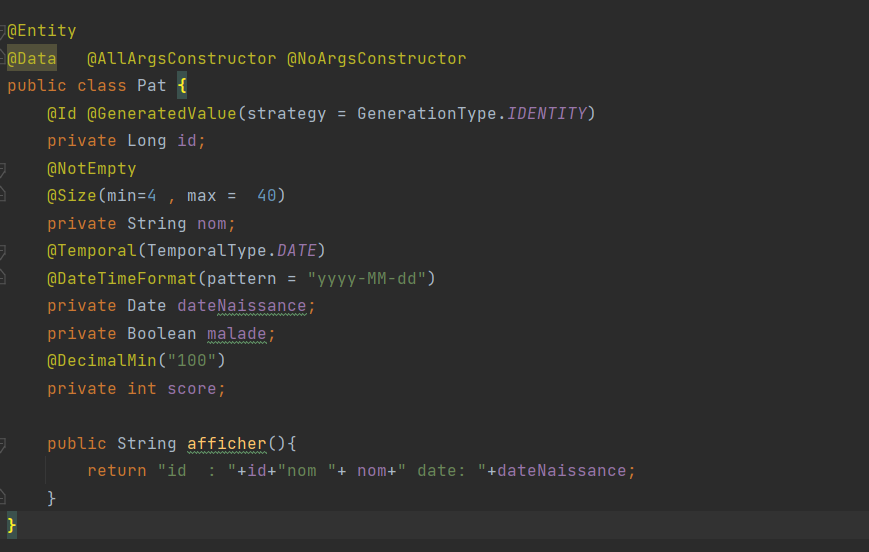 @Entity
@Data   @AllArgsConstructor @NoArgsConstructor
public class Pat {
    @Id @GeneratedValue(strategy = GenerationType.IDENTITY)
    private Long id;
    @NotEmpty
    @Size(min=4 , max =  40)
    private String nom;
    @Temporal(TemporalType.DATE)
    @DateTimeFormat(pattern = "yyyy-MM-dd")
    private Date dateNaissance;
    private Boolean malade;
    @DecimalMin("100")
    private int score;

    public String afficher(){
        return "id  : "+id+"nom "+ nom+" date: "+dateNaissance;
    }
}